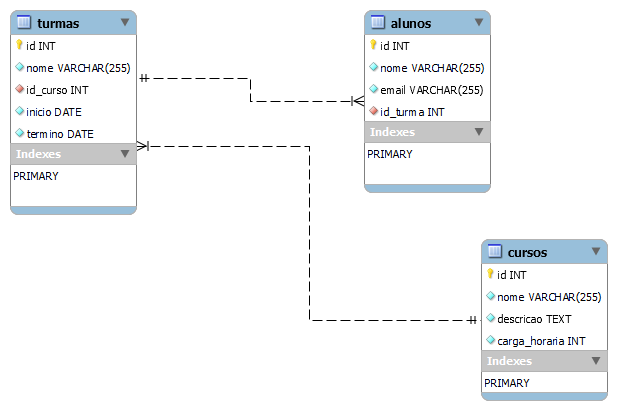 turmas
id INT
nome VARCHAR(255)
id_curso INT
inicio DATE
termino DATE
Indexes
PRIMARY
alunos
id INT
nome VARCHAR(255)
email VARCHAR(255)
id_turma INT
Indexes
PRIMARY
cursos
id INT
nome VARCHAR(255)
descricao TEXT
carga_horaria INT
Indexes
PRIMARY